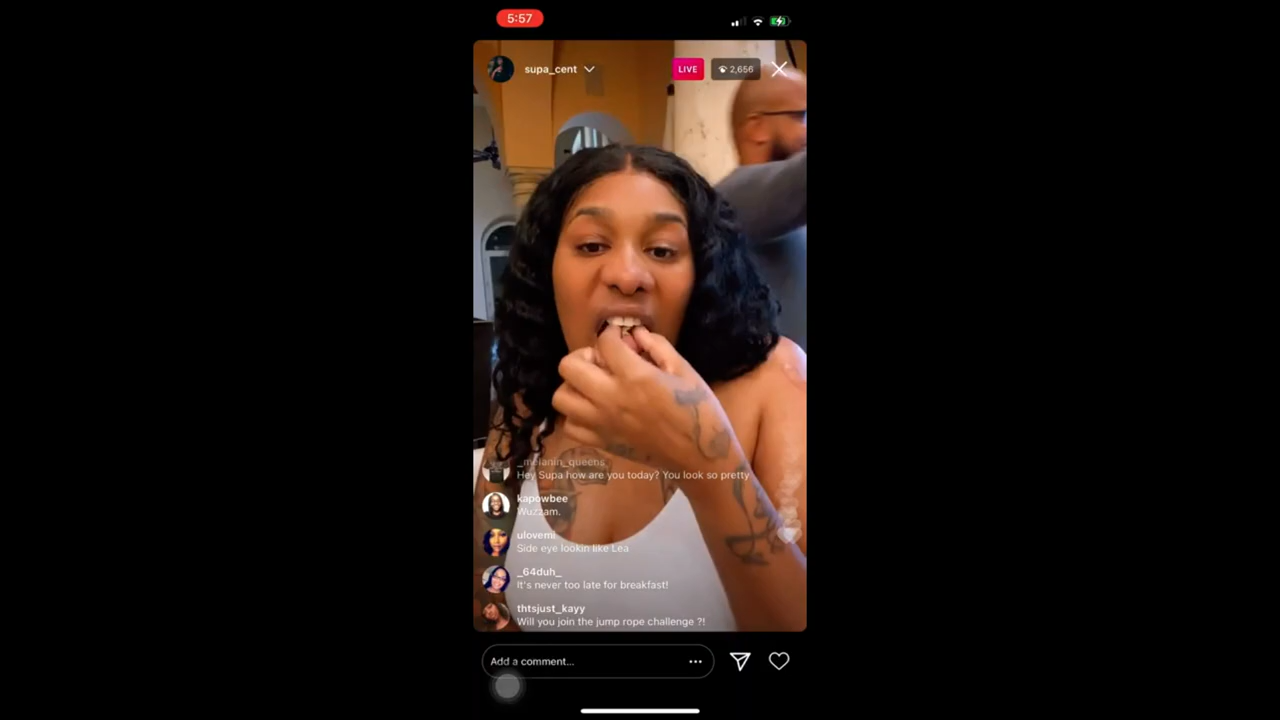 5:57
supa_cent
LIVE
2,656
_melanin_queens
Hey Supa how are you today? You look so pretty
kapowbee
Wuzzam.
ulovemi
Side eye lookin like Lea
_64duh_
It's never too late for breakfast!
thtsjust_kayy
Will you join the jump rope challenge ?!
Add a comment...